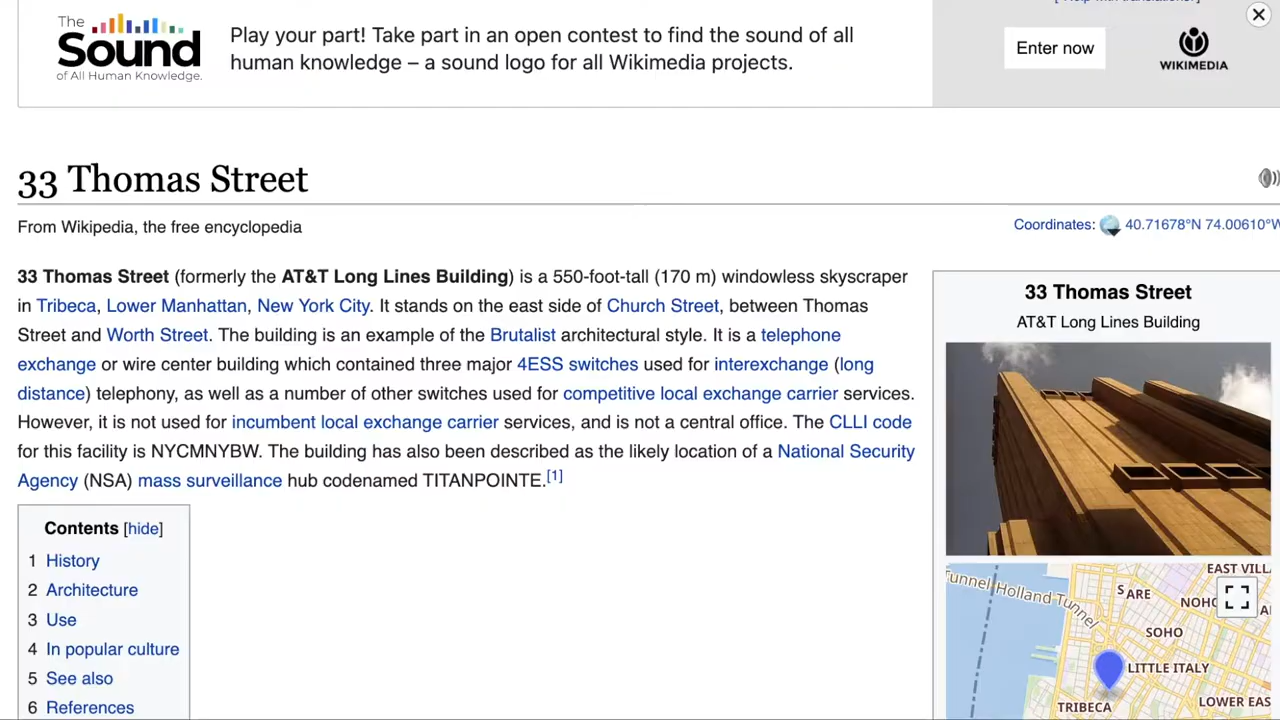 [ Help with translations! ]
The
Sound
of All Human Knowledge.
Play your part! Take part in an open contest to find the sound of all
human knowledge – a sound logo for all Wikimedia projects.
Enter now
WIKIMEDIA
33 Thomas Street
From Wikipedia, the free encyclopedia
Coordinates: 40.71678°N 74.00610°W
33 Thomas Street (formerly the AT&T Long Lines Building) is a 550-foot-tall (170 m) windowless skyscraper
in Tribeca, Lower Manhattan, New York City. It stands on the east side of Church Street, between Thomas
Street and Worth Street. The building is an example of the Brutalist architectural style. It is a telephone
exchange or wire center building which contained three major 4ESS switches used for interexchange (long
distance) telephony, as well as a number of other switches used for competitive local exchange carrier services.
However, it is not used for incumbent local exchange carrier services, and is not a central office. The CLLI code
for this facility is NYCMNYBW. The building has also been described as the likely location of a National Security
Agency (NSA) mass surveillance hub codenamed TITANPOINTE.[1]
Contents [hide]
1 History
2 Architecture
3 Use
4 In popular culture
5 See also
6 References
33 Thomas Street
AT&T Long Lines Building
EAST VILL
Tunnel Holland Tunnel
S ARE
NOHO
SOHO
LITTLE ITALY
TRIBECA
LOWER EAS